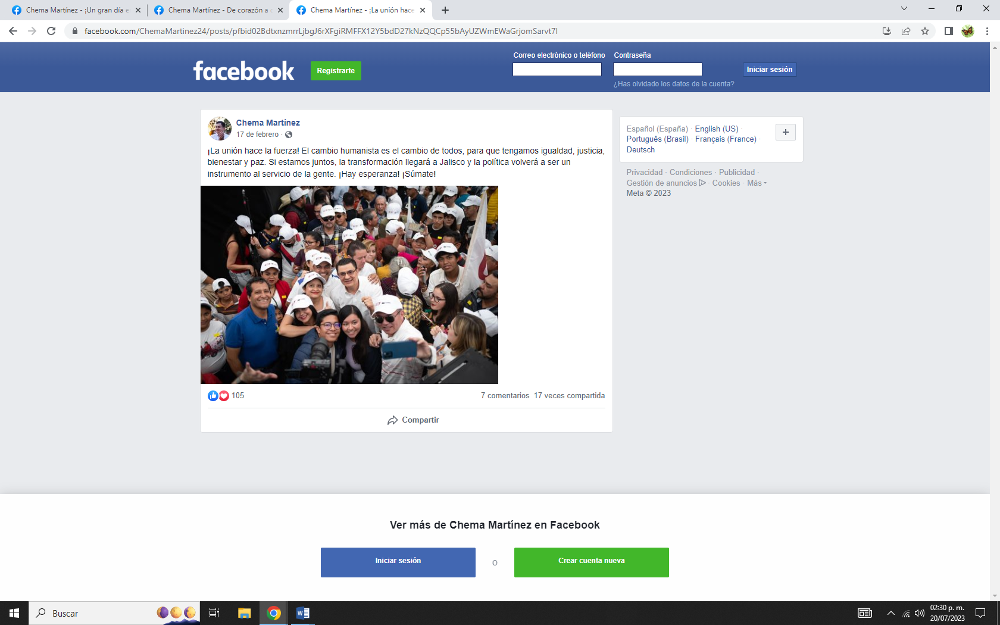 Chema Martínez - ¡Un gran día e
Chema Martínez - De corazón a c
Chema Martínez - ¡La unión hace
facebook.com/ChemaMartinez24/posts/pfbid02BdtxnzmrrLjbgJ6rXFgiRMFFX12Y5bdD27kNzQQCp55bAyUZWmEWaGrjomSarvt7l
facebook
Registrarte
Correo electrónico o teléfono
Contraseña
Iniciar sesión
¿Has olvidado los datos de la cuenta?
Chema Martínez
17 de febrero ·
¡La unión hace la fuerza! El cambio humanista es el cambio de todos, para que tengamos igualdad, justicia,
bienestar y paz. Si estamos juntos, la transformación llegará a Jalisco y la política volverá a ser un
instrumento al servicio de la gente. ¡Hay esperanza! ¡Súmate!
105
7 comentarios 17 veces compartida
Compartir
Español (España) · English (US) ·
Português (Brasil) · Français (France) ·
Deutsch
Privacidad · Condiciones · Publicidad ·
Gestión de anuncios · Cookies · Más
Meta © 2023
Ver más de Chema Martínez en Facebook
Iniciar sesión
o
Crear cuenta nueva
Buscar
02:30 p. m.
20/07/2023